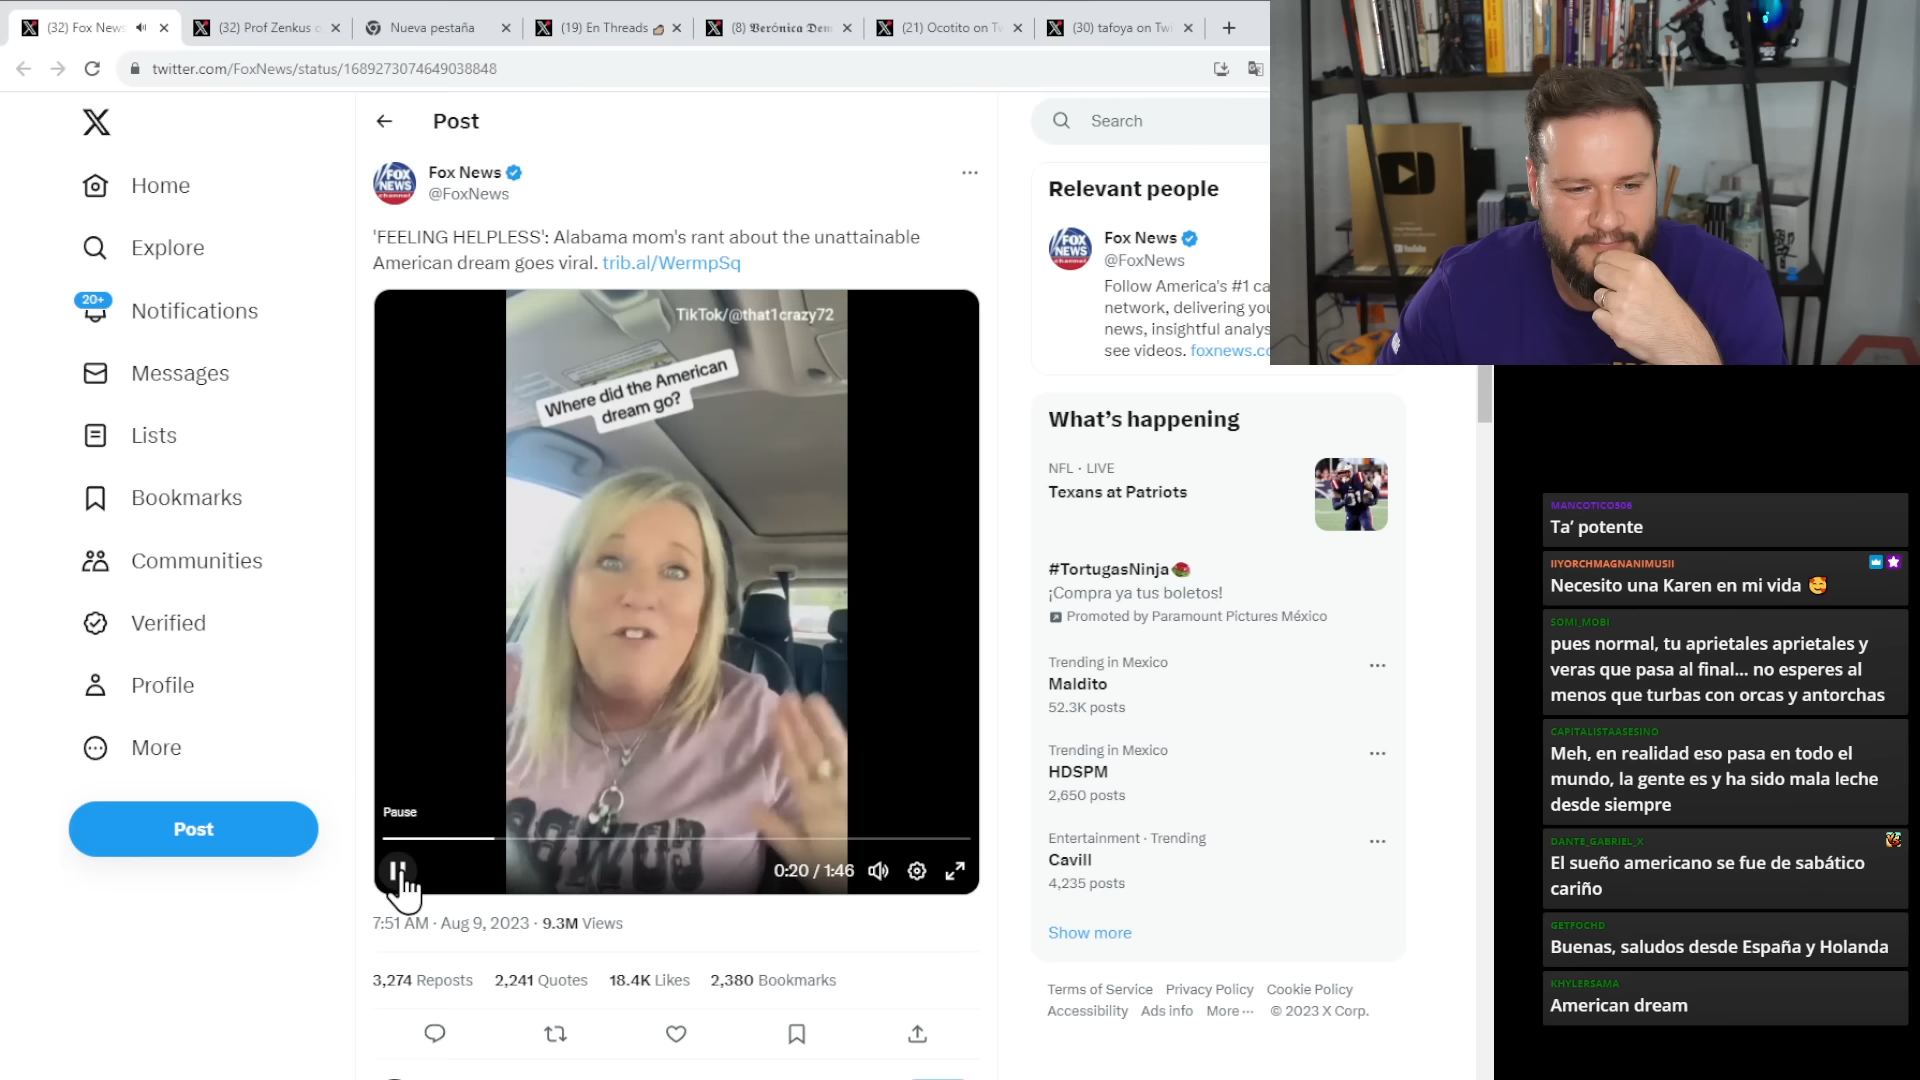 (32) Fox News
(32) Prof Zenkus
Nueva pestaña
(19) En Threads
(8) 𝕭erónica 𝕯em
(21) Ocotito on Tw
(30) tafoya on Twi
twitter.com/FoxNews/status/1689273074649038848
Home
Explore
20+
Notifications
Messages
Lists
Bookmarks
Communities
Verified
Profile
More
Post
Post
Fox News
@FoxNews
'FEELING HELPLESS': Alabama mom's rant about the unattainable
American dream goes viral. trib.al/WermpSq
TikTok/@that1crazy72
Where did the American
dream go?
Pause
0:20 / 1:46
7:51 AM · Aug 9, 2023 · 9.3M Views
3,274 Reposts 2,241 Quotes 18.4K Likes 2,380 Bookmarks
Search
Relevant people
Fox News
@FoxNews
Follow America's #1 ca
network, delivering you
news, insightful analys
see videos. foxnews.co
What's happening
NFL · LIVE
Texans at Patriots
#TortugasNinja
¡Compra ya tus boletos!
Promoted by Paramount Pictures México
Trending in Mexico
Maldito
52.3K posts
Trending in Mexico
HDSPM
2,650 posts
Entertainment · Trending
Cavill
4,235 posts
Show more
Terms of Service Privacy Policy Cookie Policy
Accessibility Ads info More ··· © 2023 X Corp.
MANCOTICO506
Ta' potente
IIYORCHMAGNANIMUSII
Necesito una Karen en mi vida 🥰
SOMI_MOBI
pues normal, tu aprietales aprietales y
veras que pasa al final... no esperes al
menos que turbas con orcas y antorchas
CAPITALISTAASESINO
Meh, en realidad eso pasa en todo el
mundo, la gente es y ha sido mala leche
desde siempre
DANTE_GABRIEL_X
El sueño americano se fue de sabático
cariño
GETFOCHD
Buenas, saludos desde España y Holanda
KHYLERSAMA
American dream